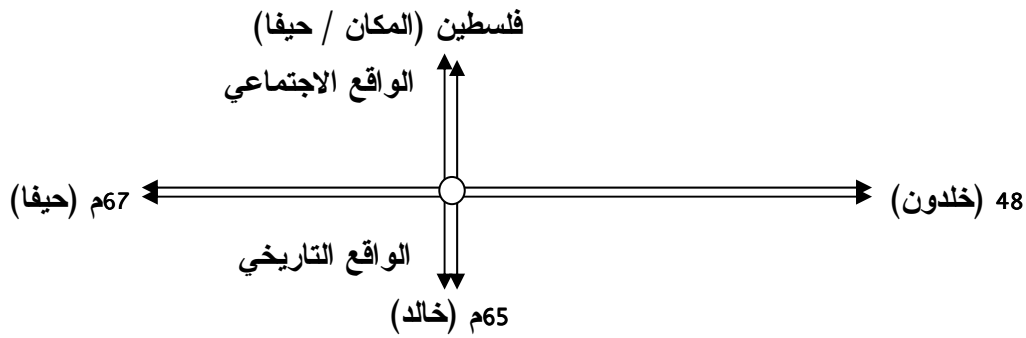 فلسطين (المكان / حيفا)
الواقع الاجتماعي
48 (خلدون)
67م (حيفا)
الواقع التاريخي
65م (خالد)